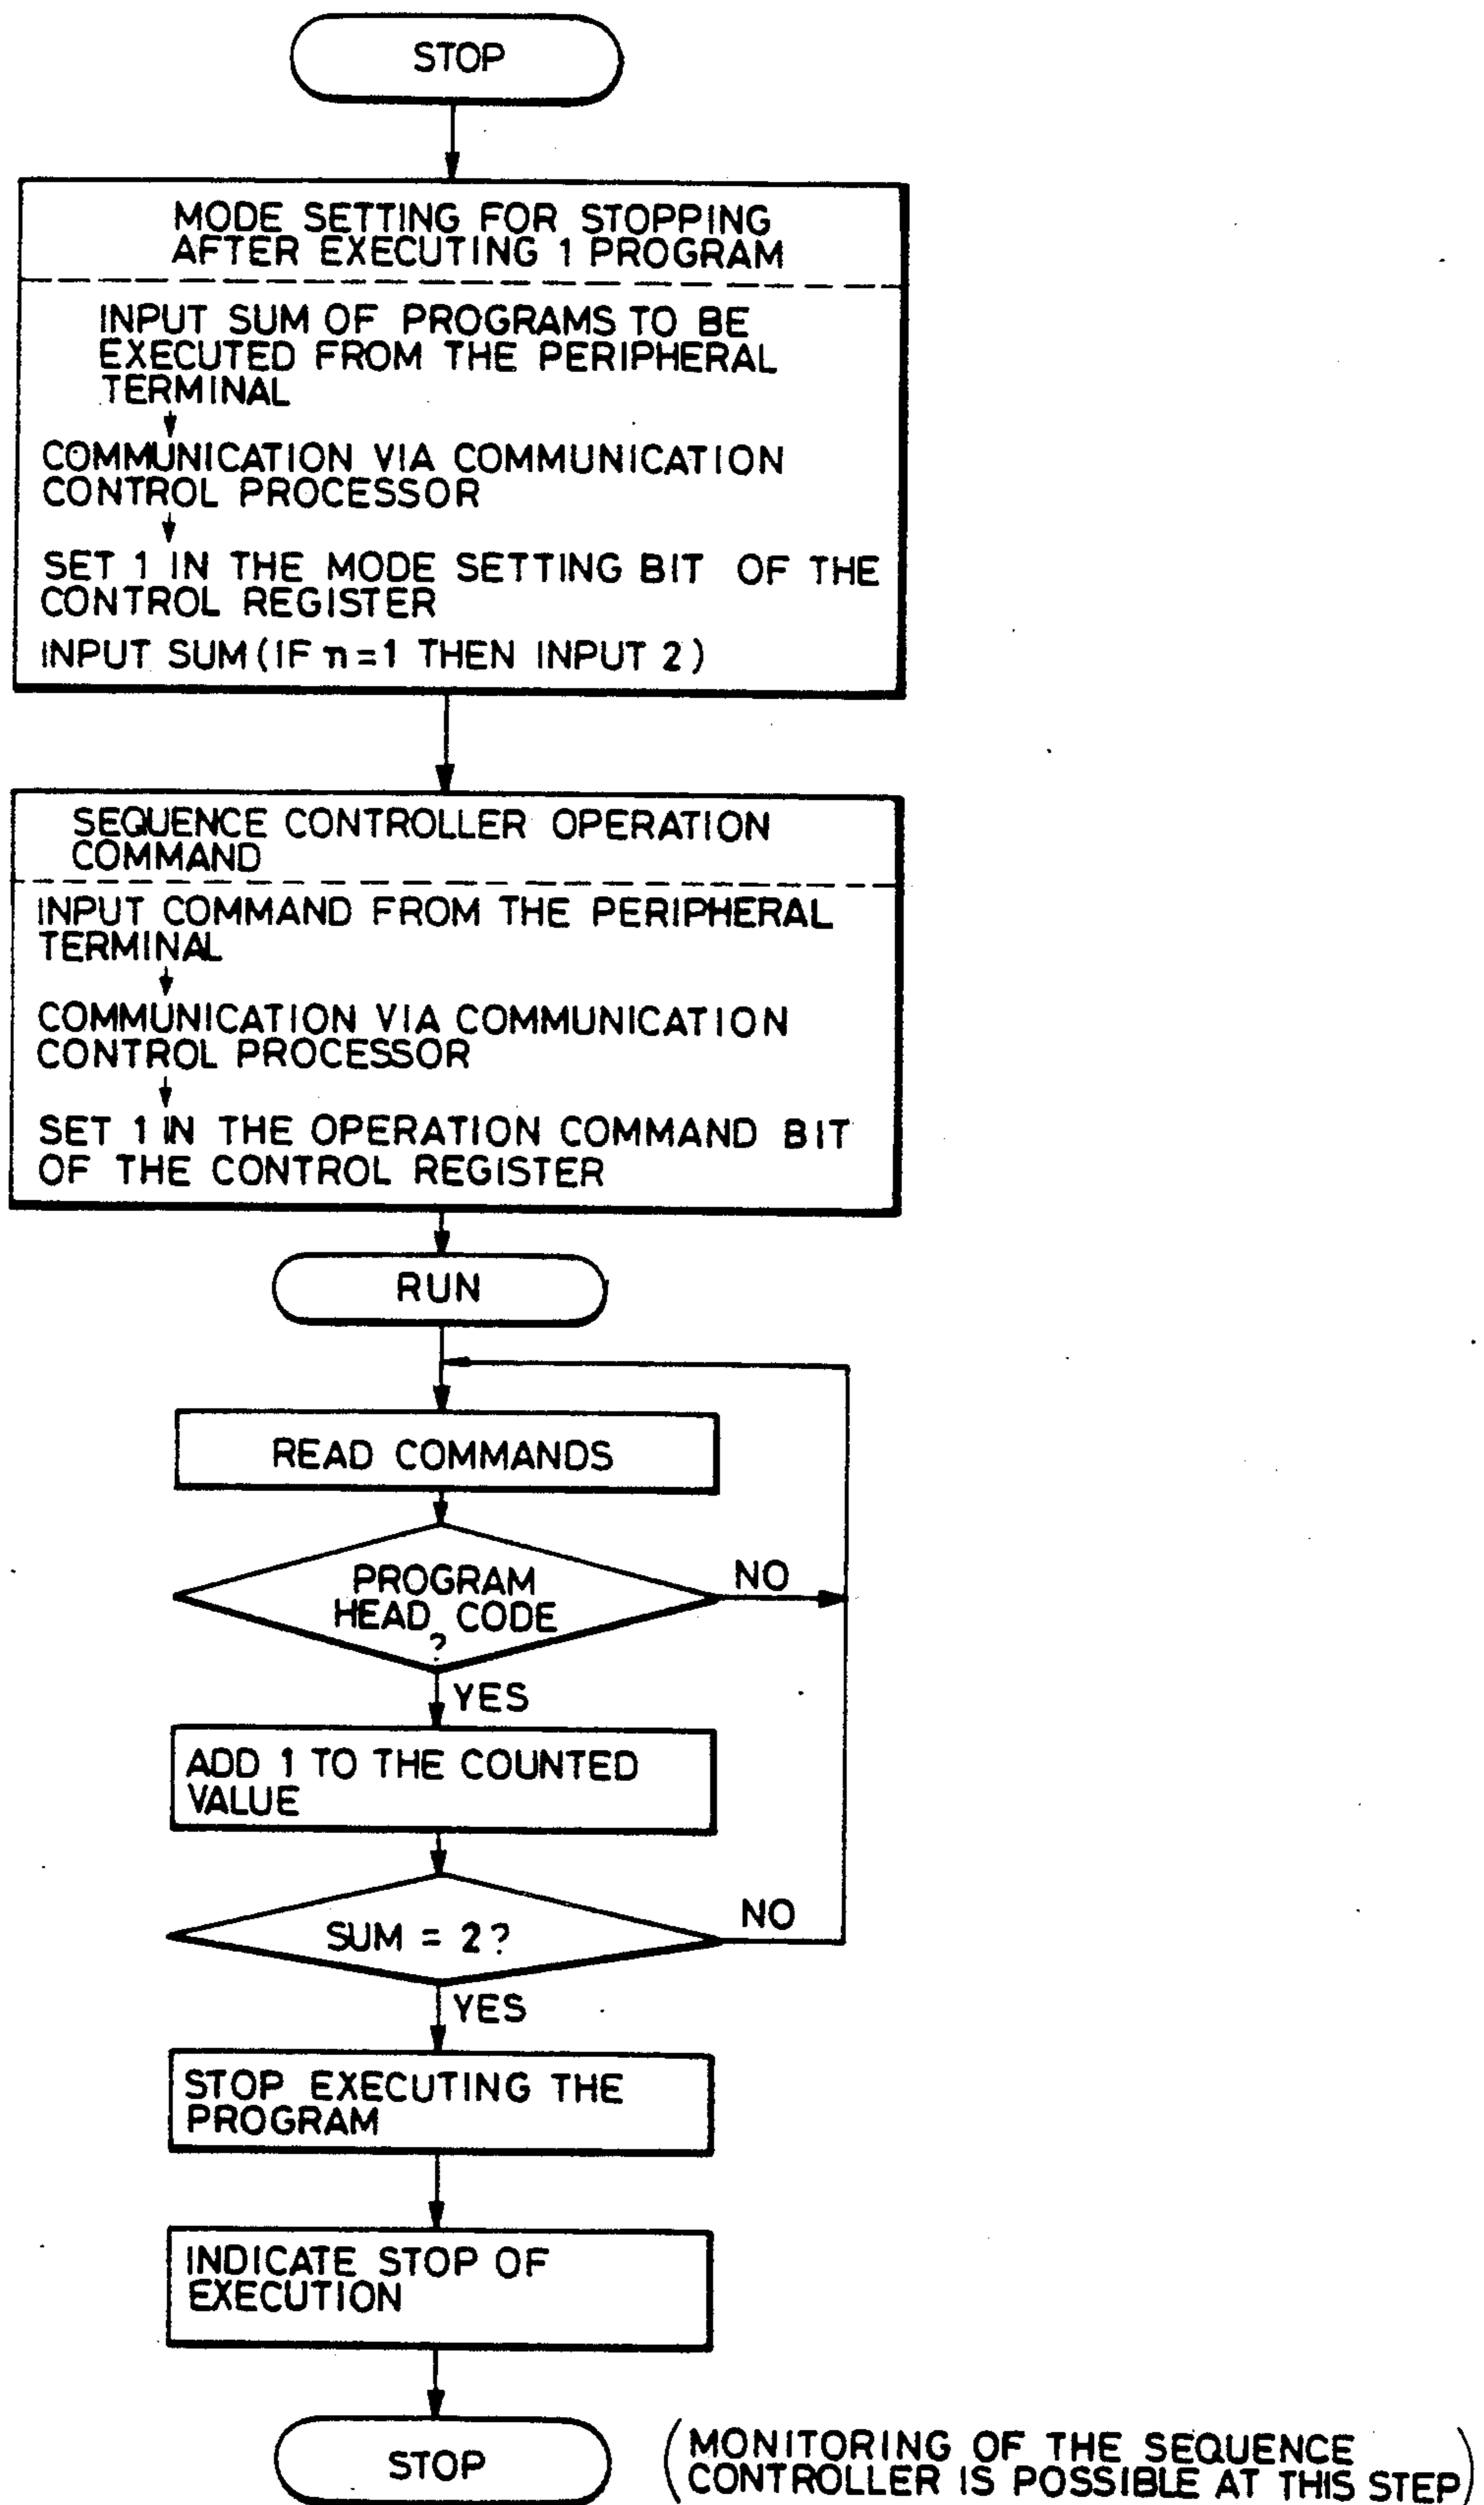 STOP
MODE SETTING FOR STOPPING
AFTER EXECUTING 1 PROGRAM
INPUT SUM OF PROGRAMS TO BE
EXECUTED FROM THE PERIPHERAL
TERMINAL
COMMUNICATION VIA COMMUNICATION
CONTROL PROCESSOR
SET 1 IN THE MODE SETTING BIT OF THE
CONTROL REGISTER
INPUT SUM (IF n=1 THEN INPUT 2)
SEQUENCE CONTROLLER OPERATION
COMMAND
INPUT COMMAND FROM THE PERIPHERAL
TERMINAL
COMMUNICATION VIA COMMUNICATION
CONTROL PROCESSOR
SET 1 IN THE OPERATION COMMAND BIT
OF THE CONTROL REGISTER
RUN
READ COMMANDS
PROGRAM
HEAD CODE
?
NO
YES
ADD 1 TO THE COUNTED
VALUE
SUM = 2?
NO
YES
STOP EXECUTING THE
PROGRAM
INDICATE STOP OF
EXECUTION
STOP
(MONITORING OF THE SEQUENCE
CONTROLLER IS POSSIBLE AT THIS STEP)